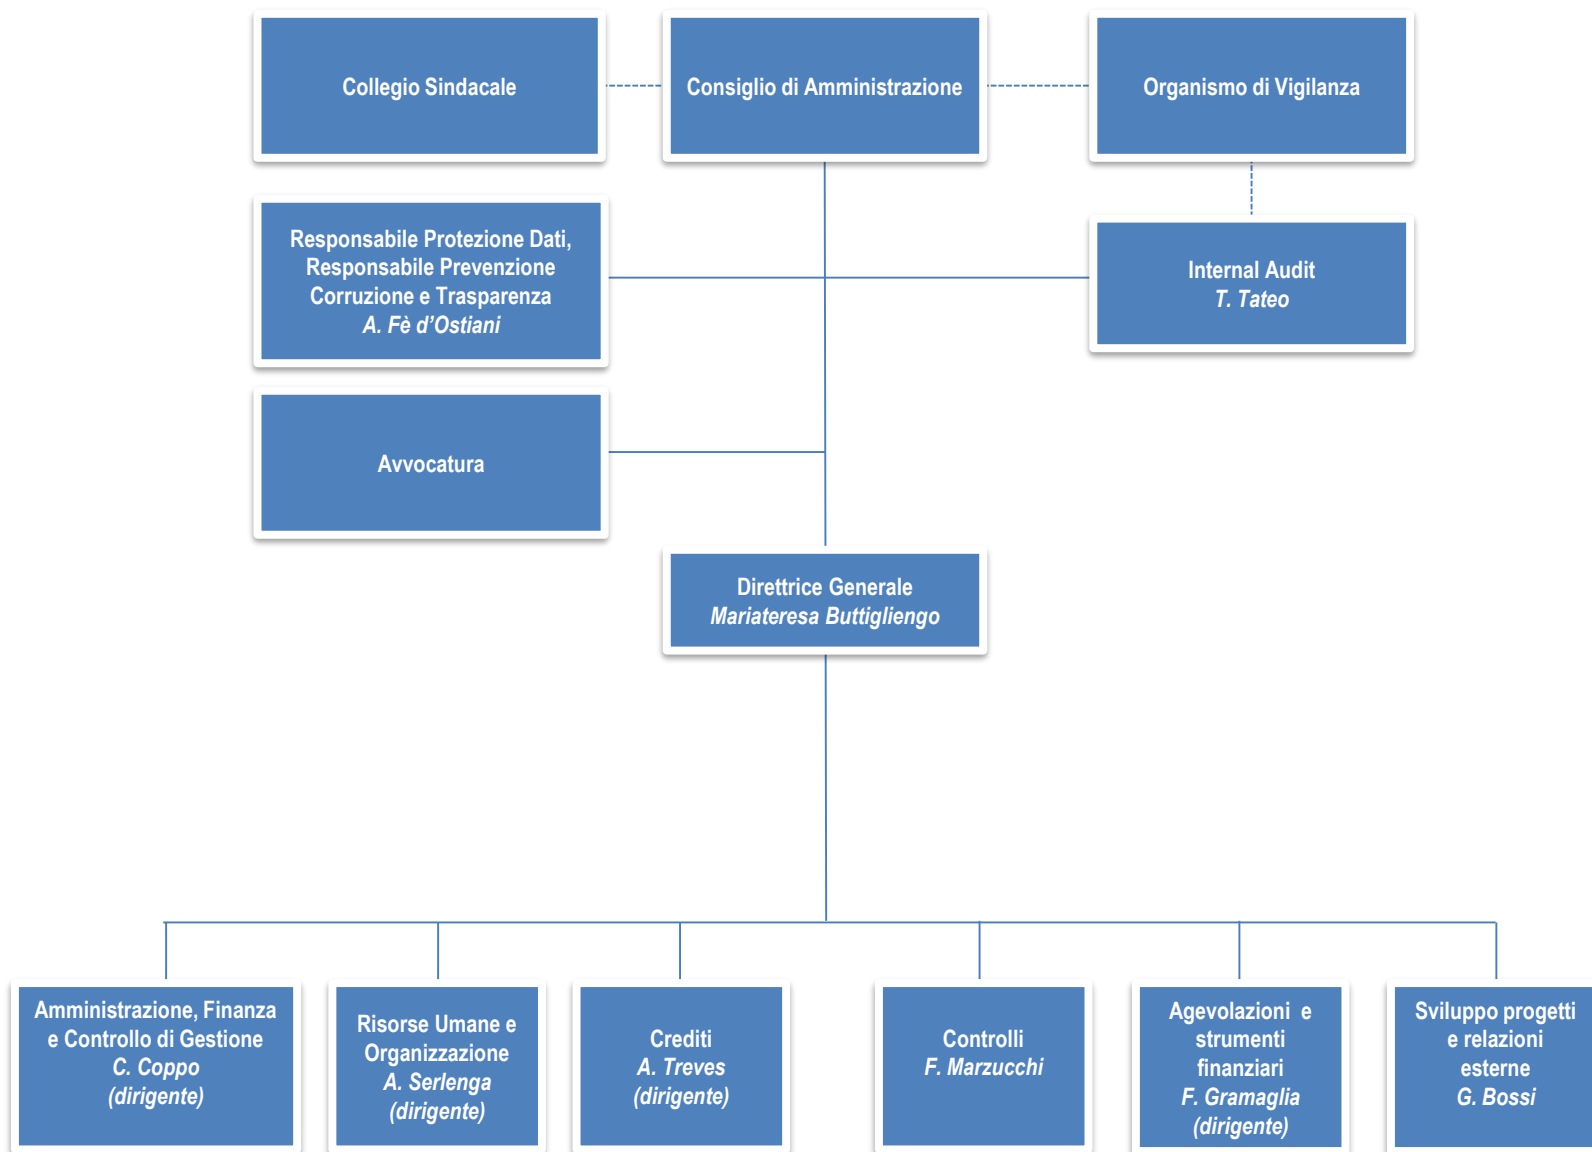 Collegio Sindacale
Consiglio di Amministrazione
Organismo di Vigilanza
Responsabile Protezione Dati,
Responsabile Prevenzione
Corruzione e Trasparenza
A. Fè d’Ostiani
Internal Audit
T. Tateo
Avvocatura
Direttrice Generale
Mariateresa Buttigliengo
Amministrazione, Finanza
e Controllo di Gestione
C. Coppo
(dirigente)
Risorse Umane e
Organizzazione
A. Serlenga
(dirigente)
Crediti
A. Treves
(dirigente)
Controlli
F. Marzucchi
Agevolazioni e
strumenti
finanziari
F. Gramaglia
(dirigente)
Sviluppo progetti
e relazioni
esterne
G. Bossi